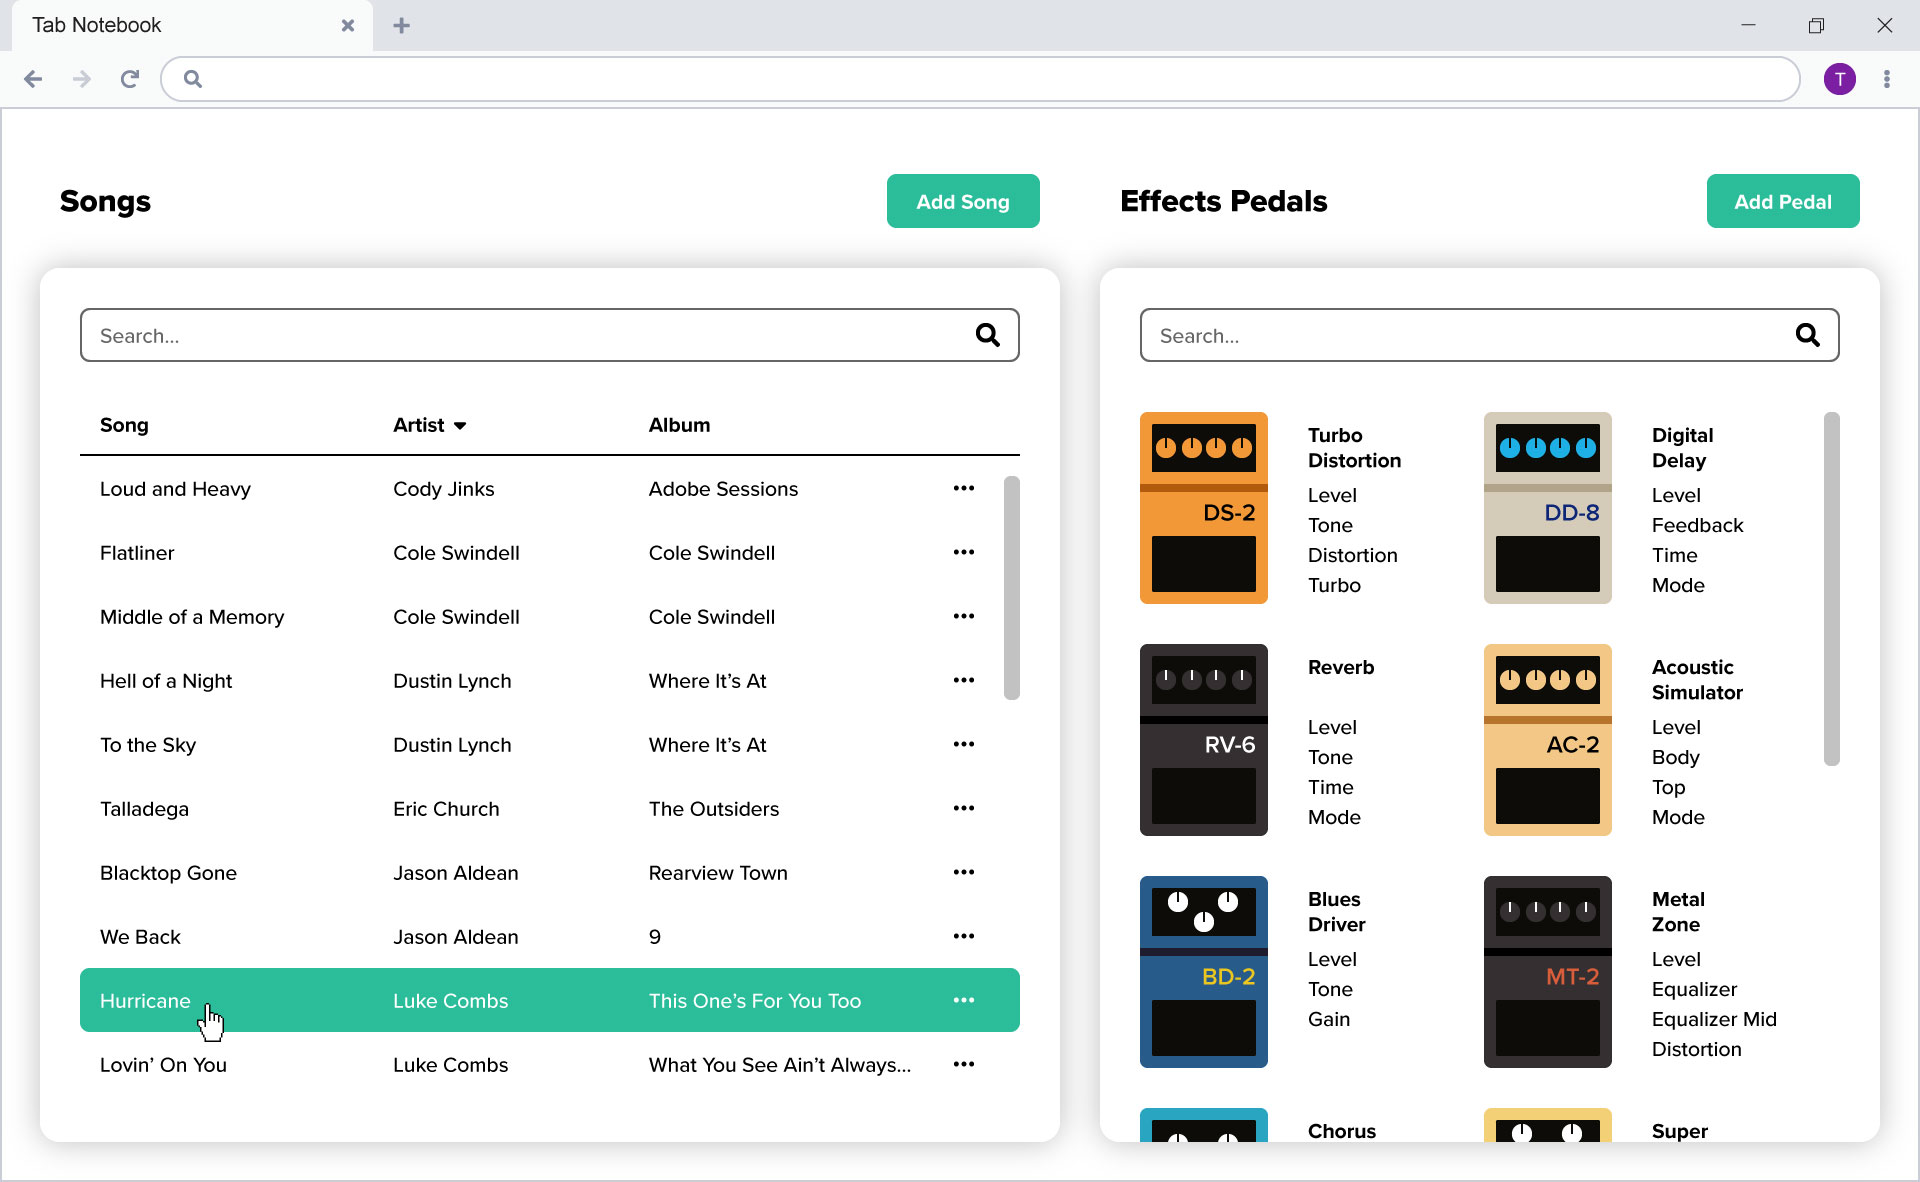 Tab Notebook
T
Songs
Add Song
Search...
Song Artist Album
Loud and Heavy Cody Jinks Adobe Sessions
Flatliner Cole Swindell Cole Swindell
Middle of a Memory Cole Swindell Cole Swindell
Hell of a Night Dustin Lynch Where It’s At
To the Sky Dustin Lynch Where It’s At
Talladega Eric Church The Outsiders
Blacktop Gone Jason Aldean Rearview Town
We Back Jason Aldean 9
Hurricane Luke Combs This One’s For You Too
Lovin’ On You Luke Combs What You See Ain’t Always...
Effects Pedals
Add Pedal
Search...
DS-2
Turbo
Distortion
Level
Tone
Distortion
Turbo
DD-8
Digital
Delay
Level
Feedback
Time
Mode
RV-6
Reverb
Level
Tone
Time
Mode
AC-2
Acoustic
Simulator
Level
Body
Top
Mode
BD-2
Blues
Driver
Level
Tone
Gain
MT-2
Metal
Zone
Level
Equalizer
Equalizer Mid
Distortion
Chorus
Super